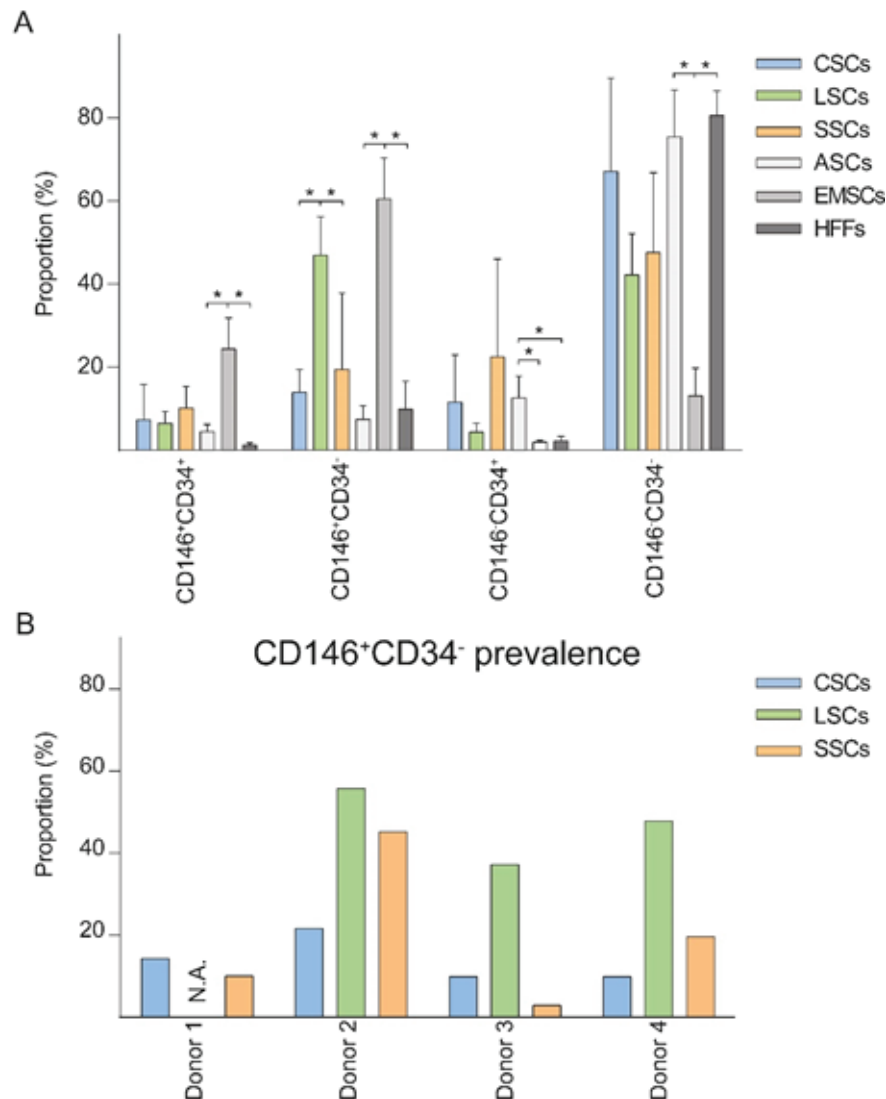 A
Proportion (%)
80
60
40
20
* *
* *
* *
*
*
* *
CD146⁺CD34⁺
CD146⁺CD34⁻
CD146⁻CD34⁺
CD146⁻CD34⁻
CSCs
LSCs
SSCs
ASCs
EMSCs
HFFs
B
CD146⁺CD34⁻ prevalence
Proportion (%)
80
60
40
20
N.A.
Donor 1
Donor 2
Donor 3
Donor 4
CSCs
LSCs
SSCs